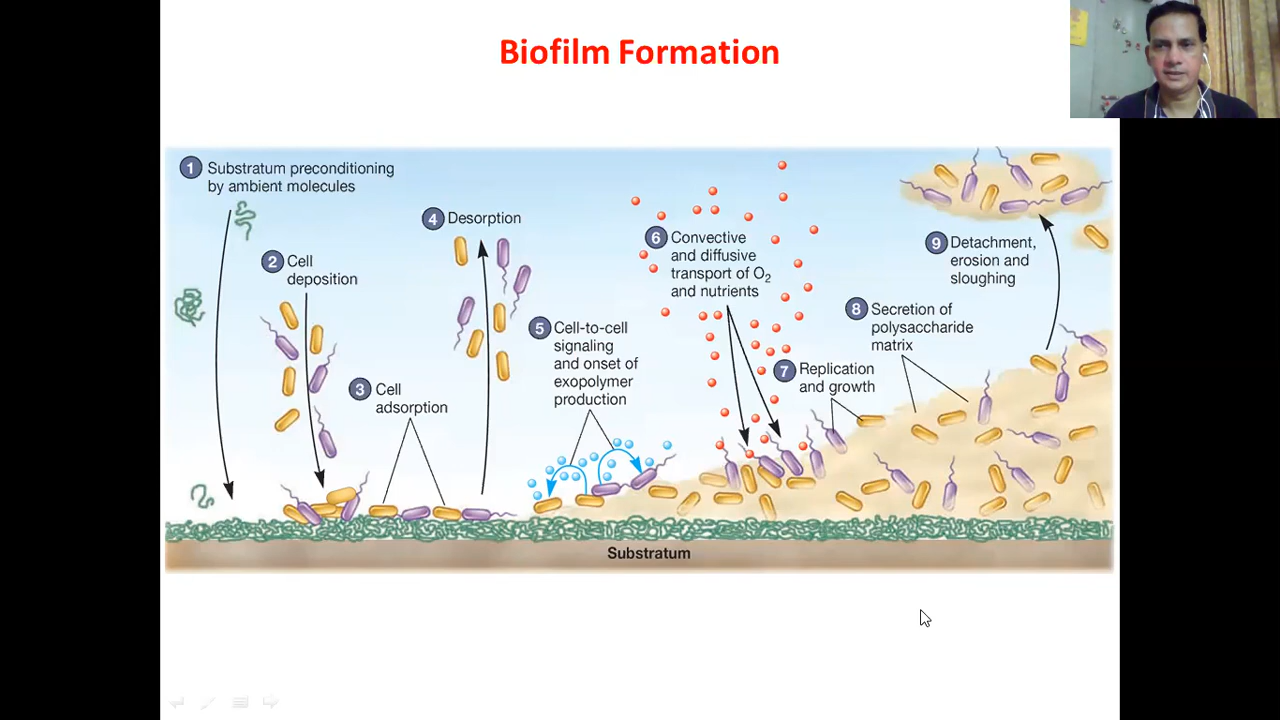 Biofilm Formation
1 Substratum preconditioning
by ambient molecules
2 Cell
deposition
3 Cell
adsorption
4 Desorption
5 Cell-to-cell
signaling
and onset of
exopolymer
production
6 Convective
and diffusive
transport of O₂
and nutrients
7 Replication
and growth
8 Secretion of
polysaccharide
matrix
9 Detachment,
erosion and
sloughing
Substratum